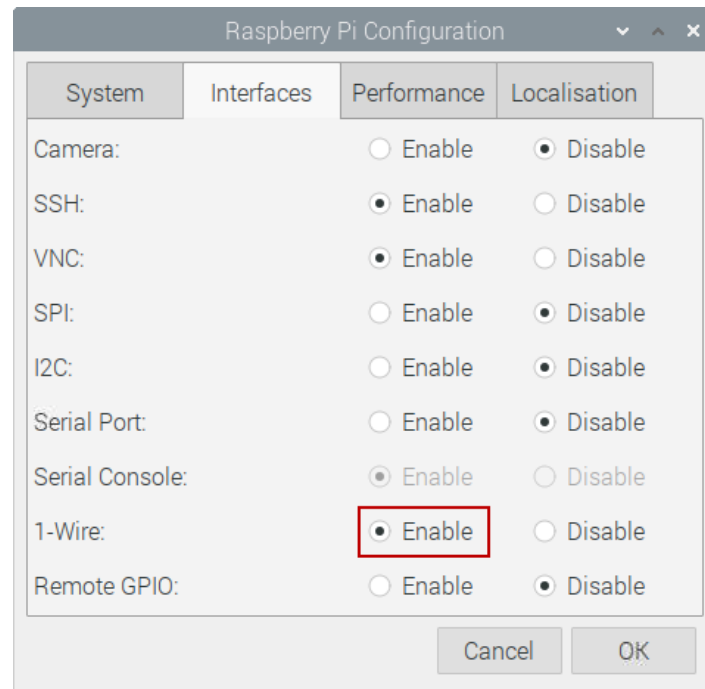 Raspberry Pi Configuration
System Interfaces Performance Localisation
Camera: Enable Disable
SSH: Enable Disable
VNC: Enable Disable
SPI: Enable Disable
I2C: Enable Disable
Serial Port: Enable Disable
Serial Console: Enable Disable
1-Wire: Enable Disable
Remote GPIO: Enable Disable
Cancel OK